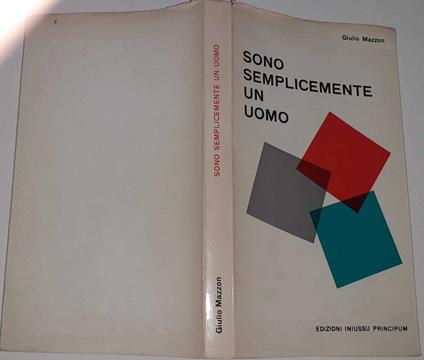 SONO SEMPLICEMENTE UN UOMO
Giulio Mazzon
Giulio Mazzon
SONO
SEMPLICEMENTE
UN
UOMO
EDIZIONI INIUSSU PRINCIPUM